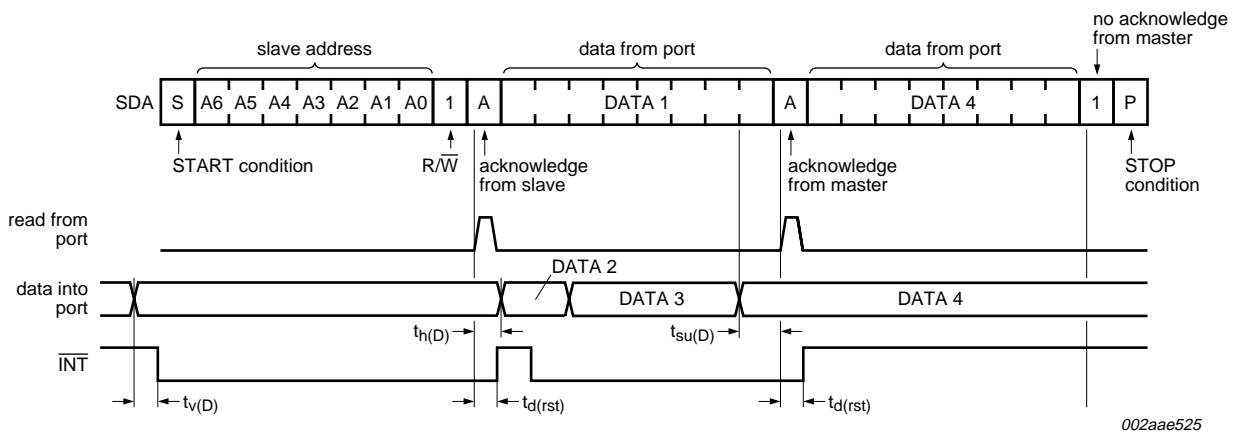 no acknowledge
from master
slave address
data from port
data from port
SDA S A6 A5 A4 A3 A2 A1 A0 1 A DATA 1 A DATA 4 1 P
START condition
R/W̅
acknowledge
from slave
acknowledge
from master
STOP
condition
read from
port
DATA 2
data into
port
DATA 3
DATA 4
th(D)
tsu(D)
I̅N̅T̅
tv(D)
td(rst)
td(rst)
002aae525